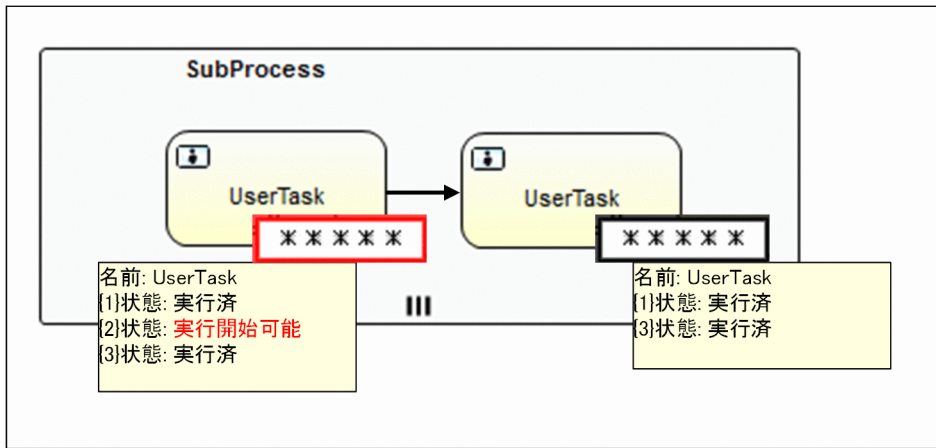 SubProcess
UserTask
UserTask
＊＊＊＊＊
＊＊＊＊＊
名前: UserTask
{1}状態: 実行済
{2}状態: 実行開始可能
{3}状態: 実行済
名前: UserTask
{1}状態: 実行済
{3}状態: 実行済